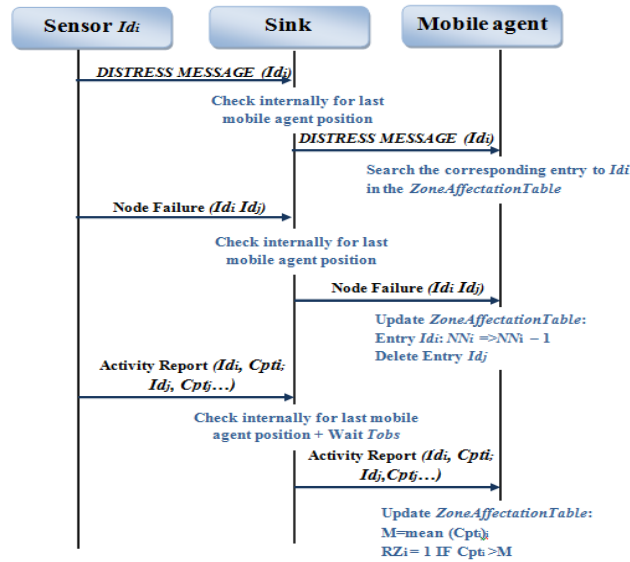 Sensor Idi
Sink
Mobile agent
DISTRESS MESSAGE (Idi)
Check internally for last
mobile agent position
DISTRESS MESSAGE (Idi)
Search the corresponding entry to Idi
in the ZoneAffectationTable
Node Failure (Idi Idj)
Check internally for last
mobile agent position
Node Failure (Idi Idj)
Update ZoneAffectationTable:
Entry Idi: NNi =>NNi – 1
Delete Entry Idj
Activity Report (Idi, Cpti;
Idj, Cptj…)
Check internally for last mobile
agent position + Wait Tobs
Activity Report (Idi, Cpti;
Idj,Cptj…)
Update ZoneAffectationTable:
M=mean (Cpti)i
RZi = 1 IF Cpti >M